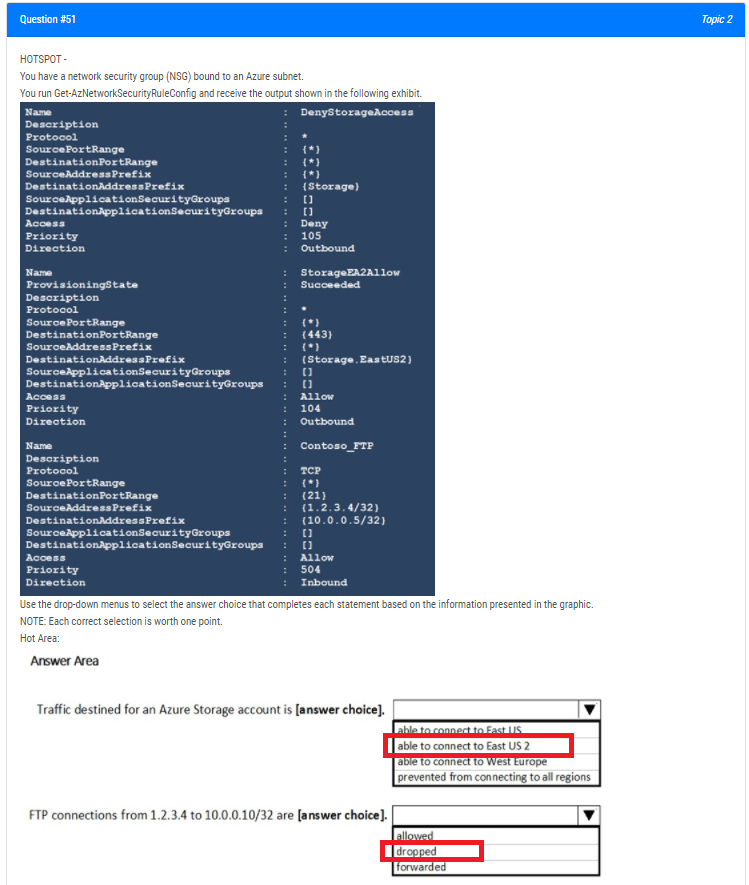 Question #51
Topic 2
HOTSPOT -
You have a network security group (NSG) bound to an Azure subnet.
You run Get-AzNetworkSecurityRuleConfig and receive the output shown in the following exhibit.
Name : DenyStorageAccess
Description :
Protocol : *
SourcePortRange : {*}
DestinationPortRange : {*}
SourceAddressPrefix : {*}
DestinationAddressPrefix : {Storage}
SourceApplicationSecurityGroups : []
DestinationApplicationSecurityGroups : []
Access : Deny
Priority : 105
Direction : Outbound
Name : StorageEA2Allow
ProvisioningState : Succeeded
Description :
Protocol : *
SourcePortRange : {*}
DestinationPortRange : {443}
SourceAddressPrefix : {*}
DestinationAddressPrefix : {Storage.EastUS2}
SourceApplicationSecurityGroups : []
DestinationApplicationSecurityGroups : []
Access : Allow
Priority : 104
Direction : Outbound
:
Name : Contoso_FTP
Description :
Protocol : TCP
SourcePortRange : {*}
DestinationPortRange : {21}
SourceAddressPrefix : {1.2.3.4/32}
DestinationAddressPrefix : {10.0.0.5/32}
SourceApplicationSecurityGroups : []
DestinationApplicationSecurityGroups : []
Access : Allow
Priority : 504
Direction : Inbound
Use the drop-down menus to select the answer choice that completes each statement based on the information presented in the graphic.
NOTE: Each correct selection is worth one point.
Hot Area:
Answer Area
Traffic destined for an Azure Storage account is [answer choice].
able to connect to East US
able to connect to East US 2
able to connect to West Europe
prevented from connecting to all regions
FTP connections from 1.2.3.4 to 10.0.0.10/32 are [answer choice].
allowed
dropped
forwarded